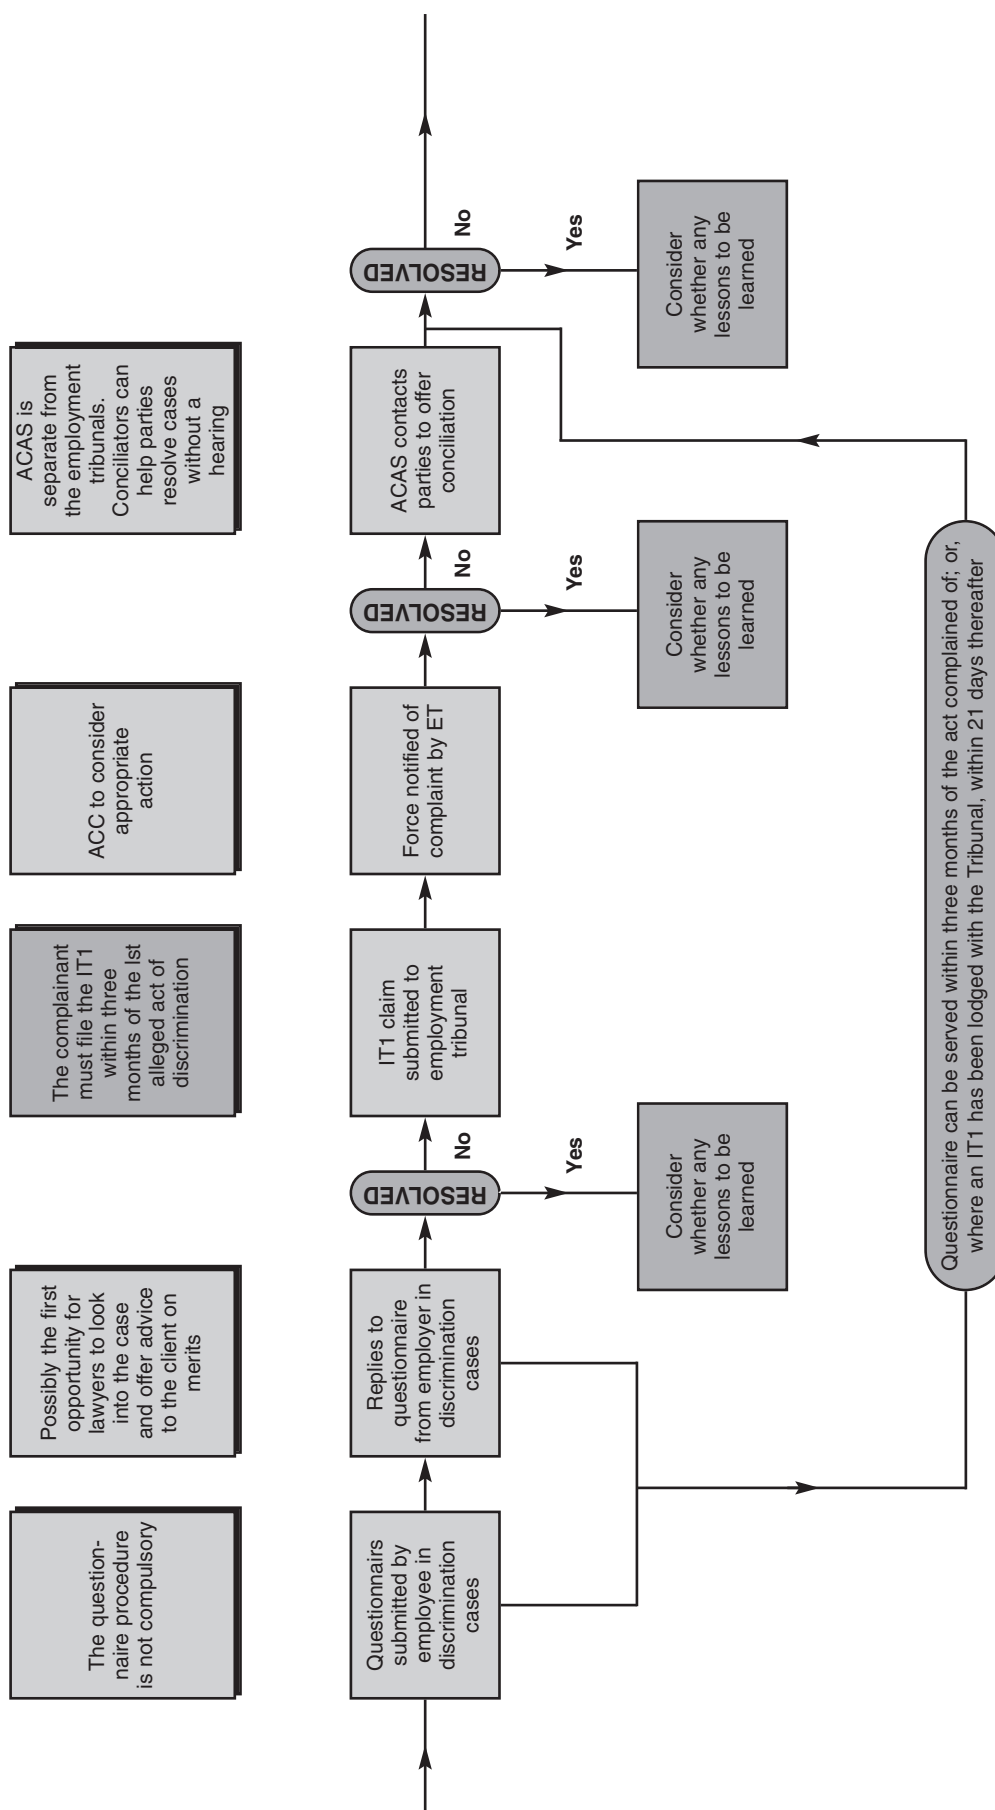 The question-
naire procedure
is not compulsory
Possibly the first
opportunity for
lawyers to look
into the case
and offer advice
to the client on
merits
The complainant
must file the IT1
within three
months of the lst
alleged act of
discrimination
ACC to consider
appropriate
action
ACAS is
separate from
the employment
tribunals.
Conciliators can
help parties
resolve cases
without a
hearing
Questionnairs
submitted by
employee in
discrimination
cases
Replies to
questionnaire
from employer in
discrimination
cases
RESOLVED
No
Yes
IT1 claim
submitted to
employment
tribunal
Force notified of
complaint by ET
RESOLVED
No
Yes
ACAS contacts
parties to offer
conciliation
RESOLVED
No
Yes
Consider
whether any
lessons to be
learned
Consider
whether any
lessons to be
learned
Consider
whether any
lessons to be
learned
Questionnaire can be served within three months of the act complained of; or,
where an IT1 has been lodged with the Tribunal, within 21 days thereafter